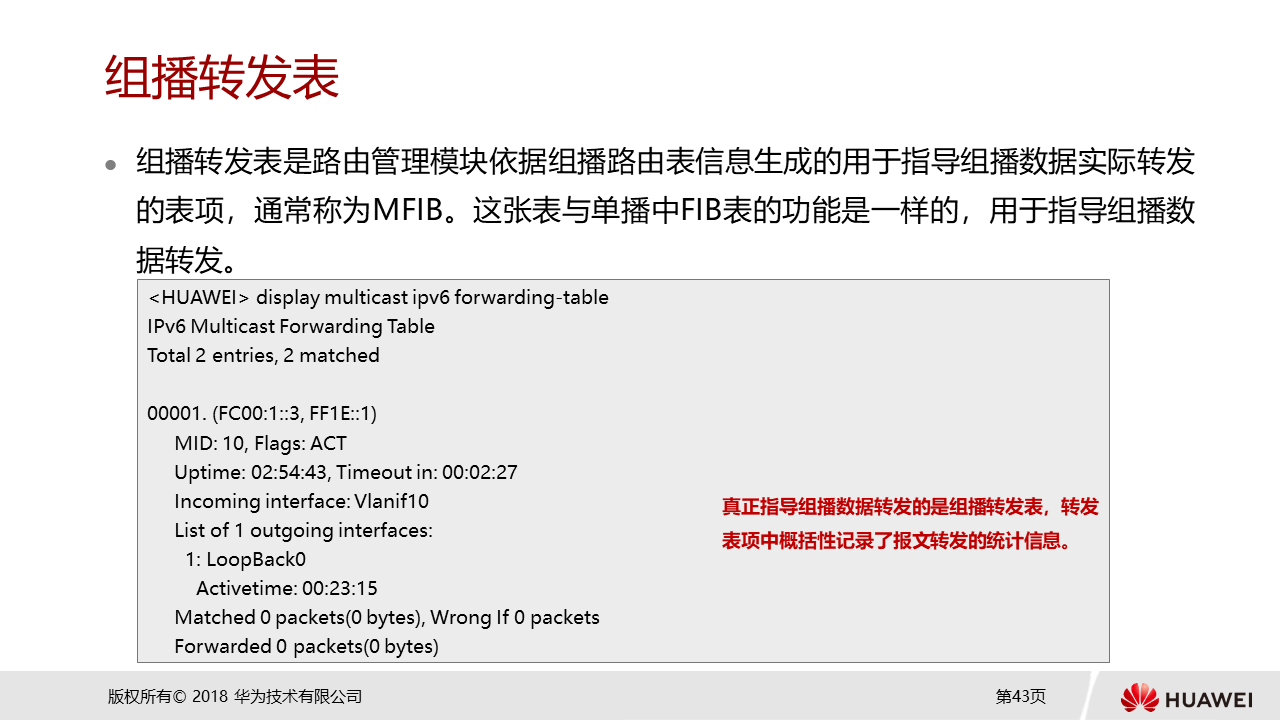 组播转发表
组播转发表是路由管理模块依据组播路由表信息生成的用于指导组播数据实际转发
的表项，通常称为MFIB。这张表与单播中FIB表的功能是一样的，用于指导组播数
据转发。
<HUAWEI> display multicast ipv6 forwarding-table
IPv6 Multicast Forwarding Table
Total 2 entries, 2 matched
00001. (FC00:1::3, FF1E::1)
MID: 10, Flags: ACT
Uptime: 02:54:43, Timeout in: 00:02:27
Incoming interface: Vlanif10
List of 1 outgoing interfaces:
1: LoopBack0
Activetime: 00:23:15
Matched 0 packets(0 bytes), Wrong If 0 packets
Forwarded 0 packets(0 bytes)
真正指导组播数据转发的是组播转发表，转发
表项中概括性记录了报文转发的统计信息。
版权所有© 2018 华为技术有限公司
第43页
HUAWEI